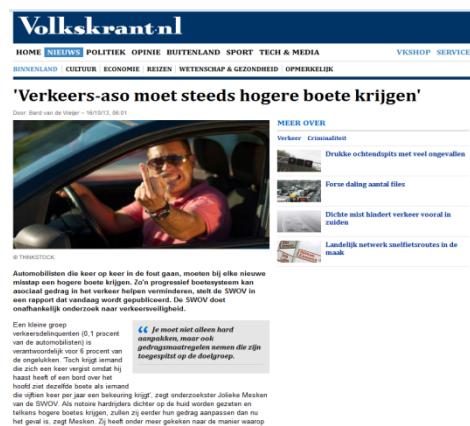 Volkskrant.nl
HOME NIEUWS POLITIEK OPINIE BUITENLAND SPORT TECH & MEDIA VKSHOP SERVICE
BINNENLAND CULTUUR ECONOMIE REIZEN WETENSCHAP & GEZONDHEID OPMERKELIJK
'Verkeers-aso moet steeds hogere boete krijgen'
Door: Bard van de Weijer – 16/10/13, 06:01
© THINKSTOCK
Automobilisten die keer op keer in de fout gaan, moeten bij elke nieuwe
misstap een hogere boete krijgen. Zo'n progressief boetesysteem kan
asociaal gedrag in het verkeer helpen verminderen, stelt de SWOV in
een rapport dat vandaag wordt gepubliceerd. De SWOV doet
onafhankelijk onderzoek naar verkeersveiligheid.
Een kleine groep
verkeersdelinquenten (0,1 procent
van de automobilisten) is
verantwoordelijk voor 6 procent van
de ongelukken. 'Toch krijgt iemand
die zich een keer vergist omdat hij
haast heeft of een bord over het
hoofd ziet dezelfde boete als iemand
die vijftien keer per jaar een bekeuring krijgt', zegt onderzoekster Jolieke Mesken
van de SWOV. Als notoire hardrijders dichter op de huid worden gezeten en
telkens hogere boetes krijgen, zullen zij eerder hun gedrag aanpassen dan nu
het geval is, zegt Mesken. Zij heeft onder meer gekeken naar de manier waarop
“ Je moet niet alleen hard
aanpakken, maar ook
gedragsmaatregelen nemen die zijn
toegespitst op de doelgroep.
MEER OVER
Verkeer Criminaliteit
Drukke ochtendspits met veel ongevallen
Forse daling aantal files
Dichte mist hindert verkeer vooral in
zuiden
Landelijk netwerk snelfietsroutes in de
maak